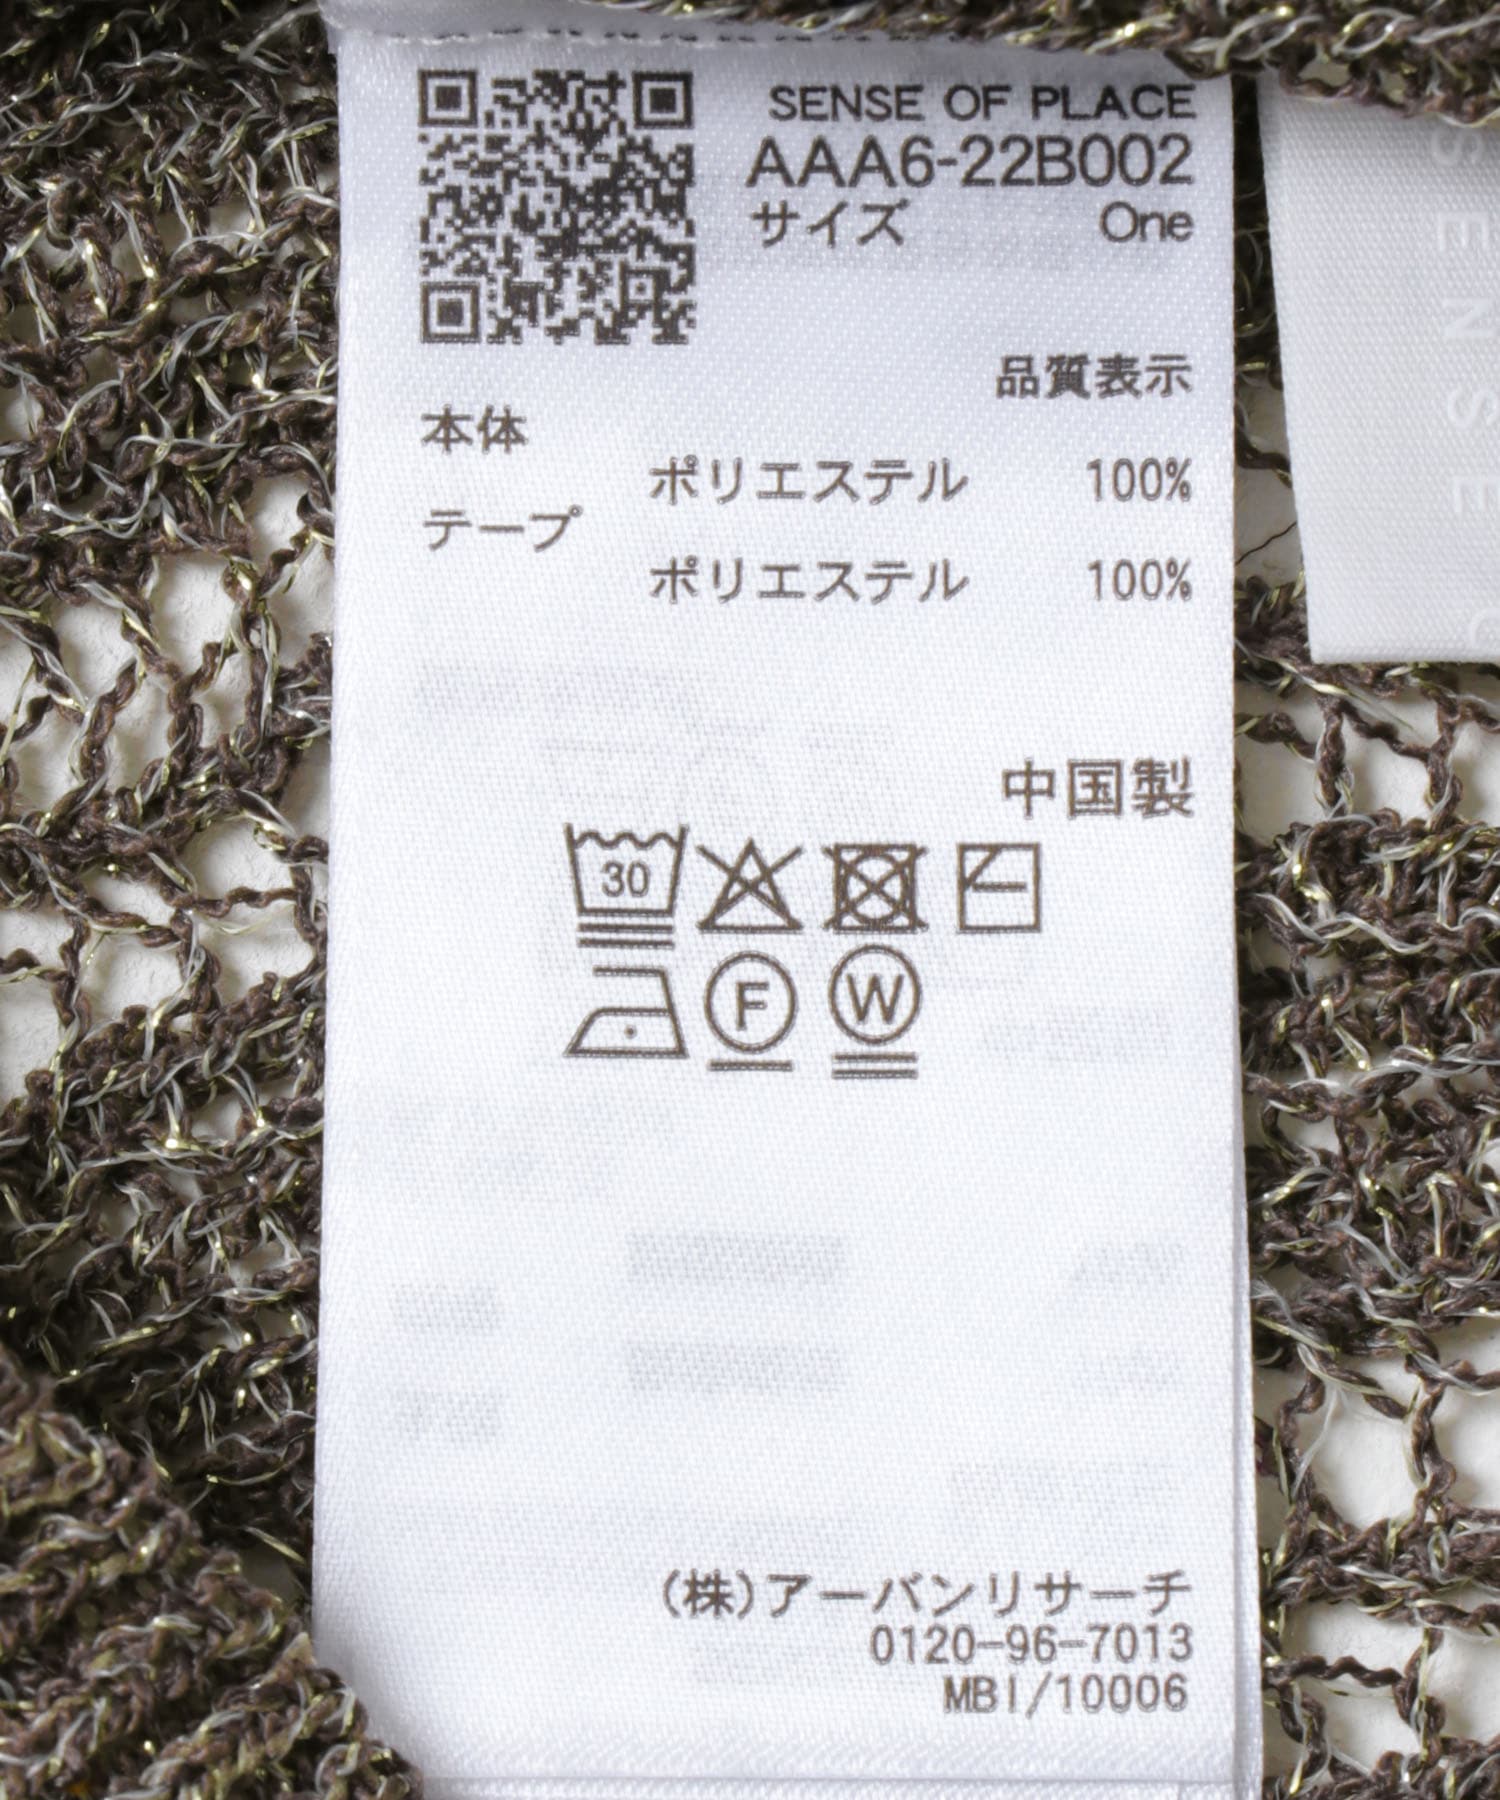 SENSE OF PLACE
AAA6-22B002
サイズ One
品質表示
本体
ポリエステル 100%
テープ
ポリエステル 100%
中国製
30
F
W
(株)アーバンリサーチ
0120-96-7013
MBI/10006
SENSE